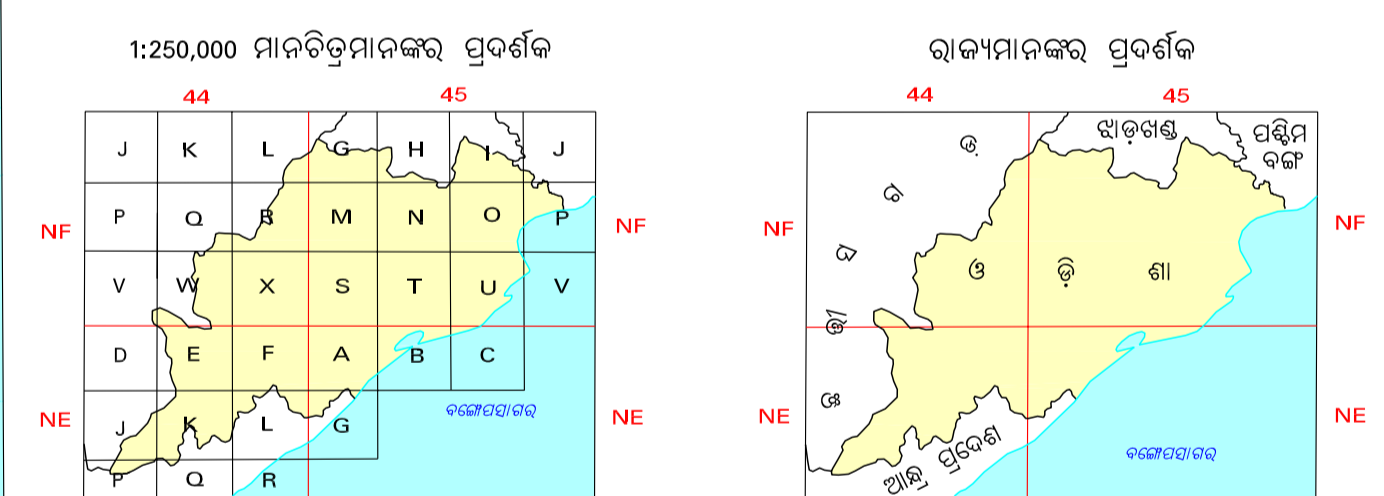 1:250,000 ମାନଚିତ୍ରମାନଙ୍କର ପ୍ରଦର୍ଶକ
44 45
J K L G H I J
NF P Q R M N O P NF
V W X S T U V
D E F A B C
NE J K L G NE
ବଙ୍ଗୋପସାଗର
P Q R
ରାଜ୍ୟମାନଙ୍କର ପ୍ରଦର୍ଶକ
44 45
ଝାଡ଼ଖଣ୍ଡ ପଶ୍ଚିମ
ବଙ୍ଗ
NF NF
ଓ ଡ଼ି ଶା
NE NE
ଆନ୍ଧ୍ର ପ୍ରଦେଶ
ବଙ୍ଗୋପସାଗର